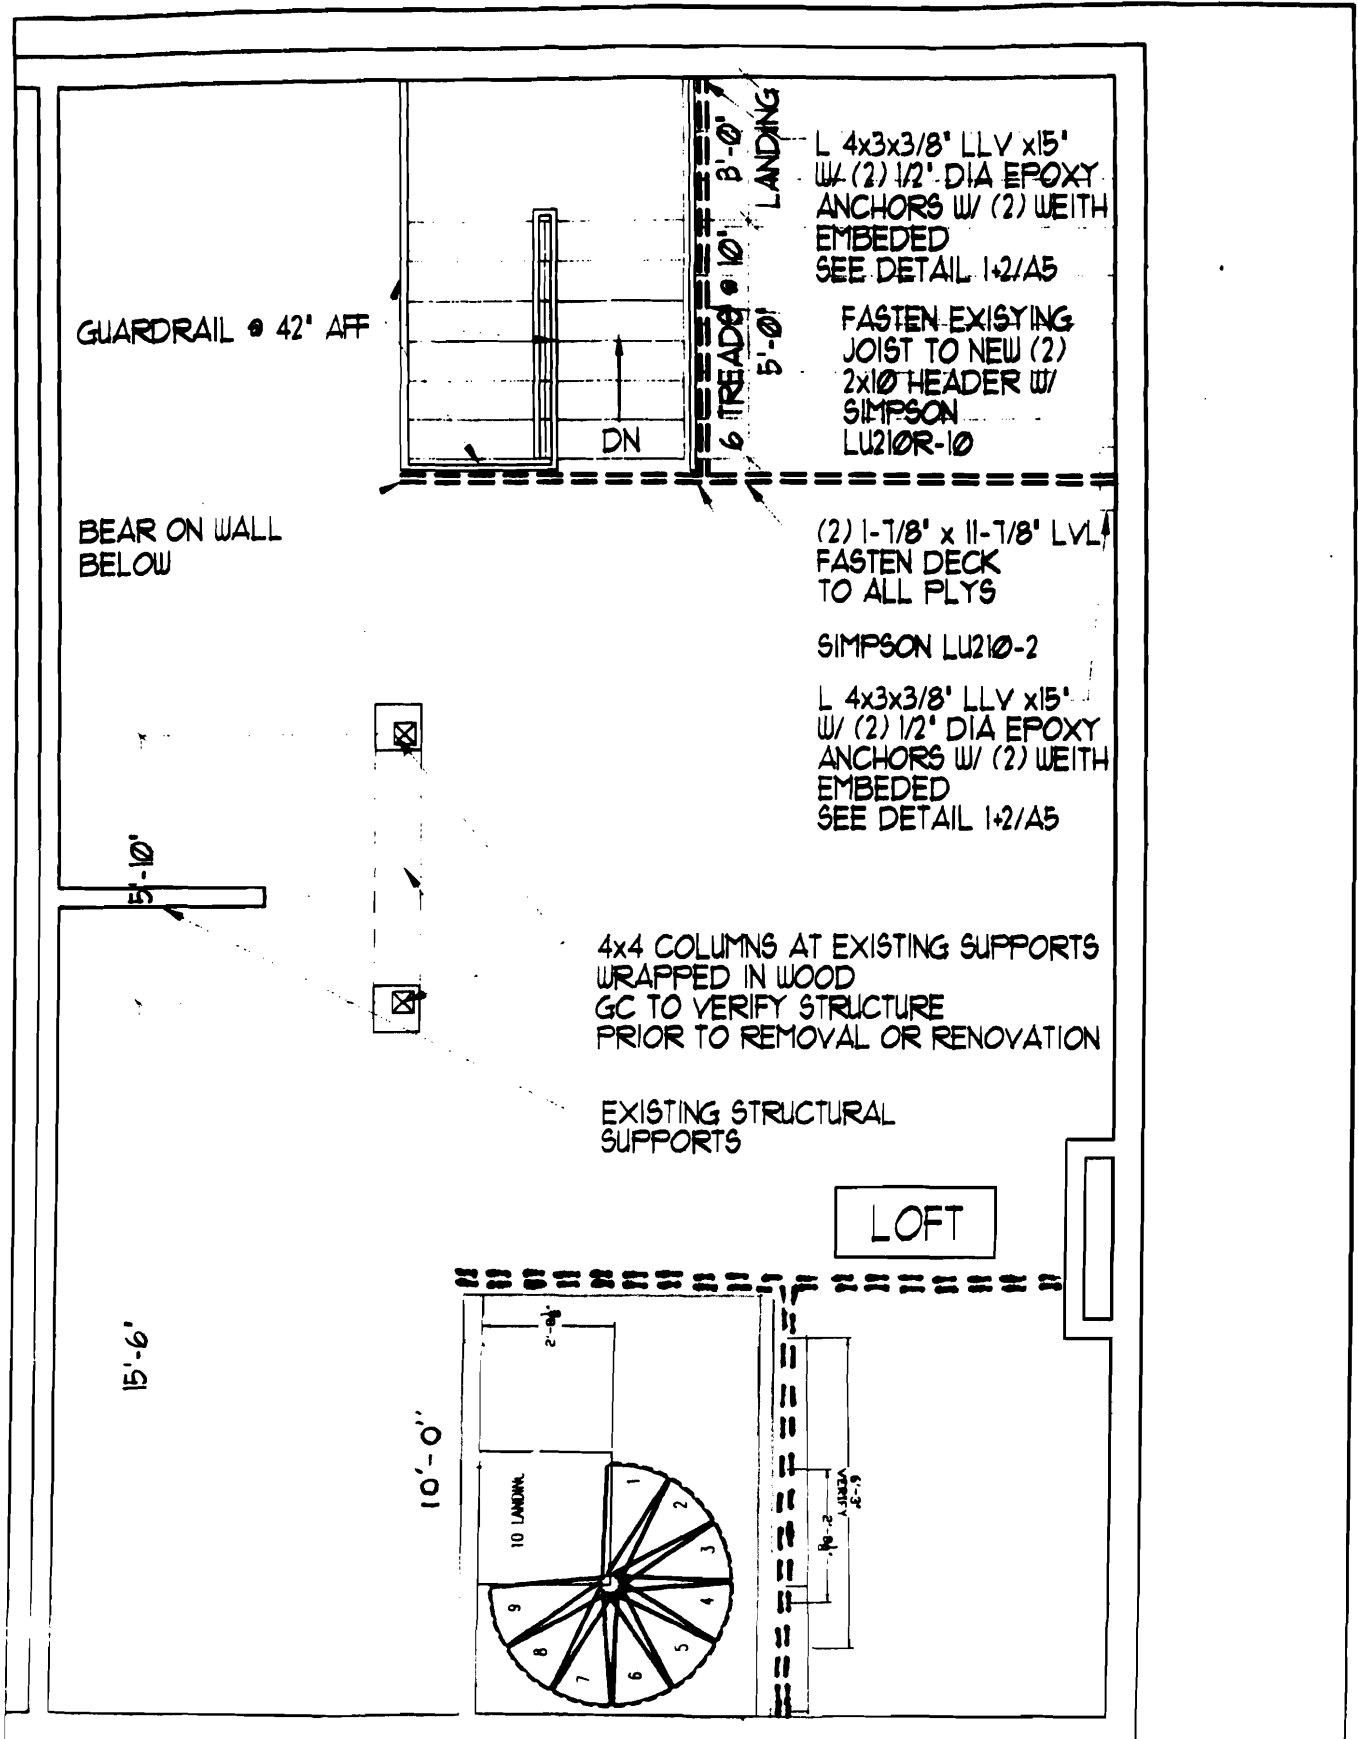 L 4x3x3/8" LLV x15"
W/ (2) 1/2" DIA EPOXY
ANCHORS W/ (2) WEITH
EMBEDED
SEE DETAIL 1+2/A5
3'-0"
LANDING
6 TREADS @ 10"
5'-0"
FASTEN EXISYING
JOIST TO NEW (2)
2x10 HEADER W/
SIMPSON
LU210R-10
GUARDRAIL @ 42" AFF
DN
BEAR ON WALL
BELOW
(2) 1-7/8" x 11-7/8" LVL
FASTEN DECK
TO ALL PLYS
SIMPSON LU210-2
L 4x3x3/8" LLV x15"
W/ (2) 1/2" DIA EPOXY
ANCHORS W/ (2) WEITH
EMBEDED
SEE DETAIL 1+2/A5
5'-10"
4x4 COLUMNS AT EXISTING SUPPORTS
WRAPPED IN WOOD
GC TO VERIFY STRUCTURE
PRIOR TO REMOVAL OR RENOVATION
EXISTING STRUCTURAL
SUPPORTS
LOFT
15'-6"
10'-0"
10 LANDING
1
2
3
4
5
6
7
8
9
6'-3"
VERIFY